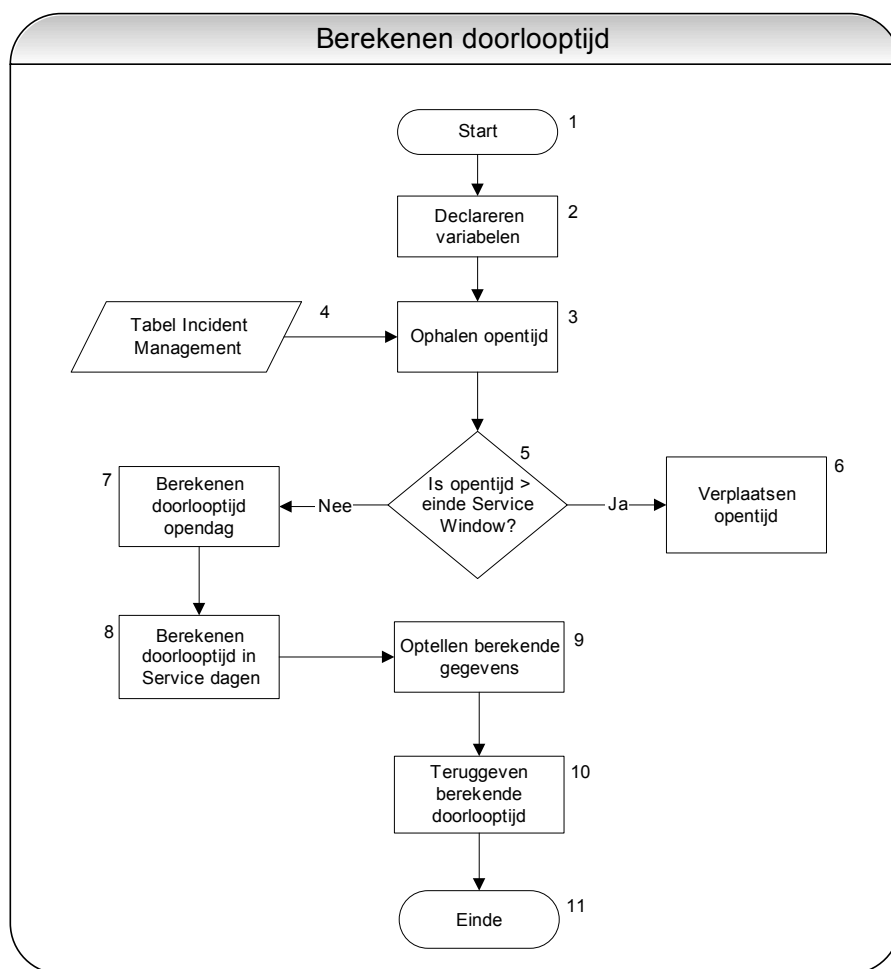 Berekenen doorlooptijd
Start
1
Declareren
variabelen
2
Tabel Incident
Management
4
Ophalen opentijd
3
5
Is opentijd >
einde Service
Window?
Nee
Ja
7
Berekenen
doorlooptijd
opendag
6
Verplaatsen
opentijd
8
Berekenen
doorlooptijd in
Service dagen
Optellen berekende
gegevens
9
Teruggeven
berekende
doorlooptijd
10
Einde
11